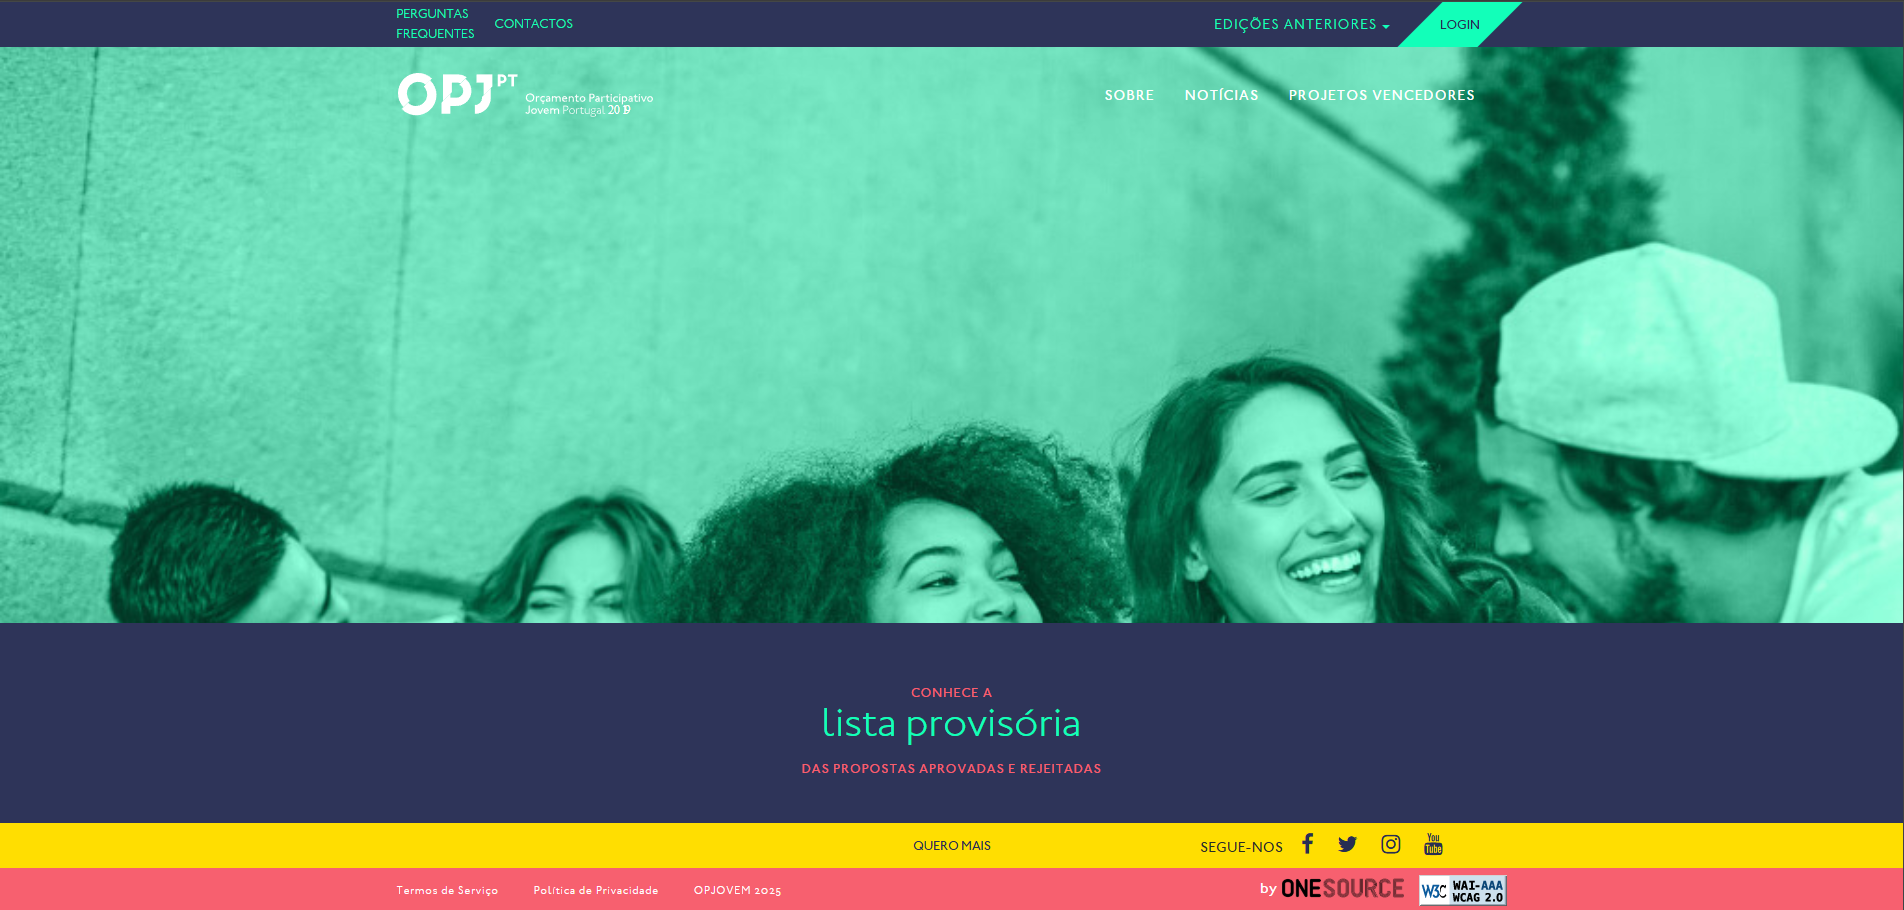 PERGUNTAS
FREQUENTES
CONTACTOS
EDIÇÕES ANTERIORES
LOGIN
OPJ PT
Orçamento Participativo
Jovem Portugal 2019
SOBRE
NOTÍCIAS
PROJETOS VENCEDORES
CONHECE A
lista provisória
DAS PROPOSTAS APROVADAS E REJEITADAS
QUERO MAIS
SEGUE-NOS
You
Tube
Termos de Serviço
Política de Privacidade
OPJOVEM 2025
by ONESOURCE
W3C WAI-AAA
WCAG 2.0